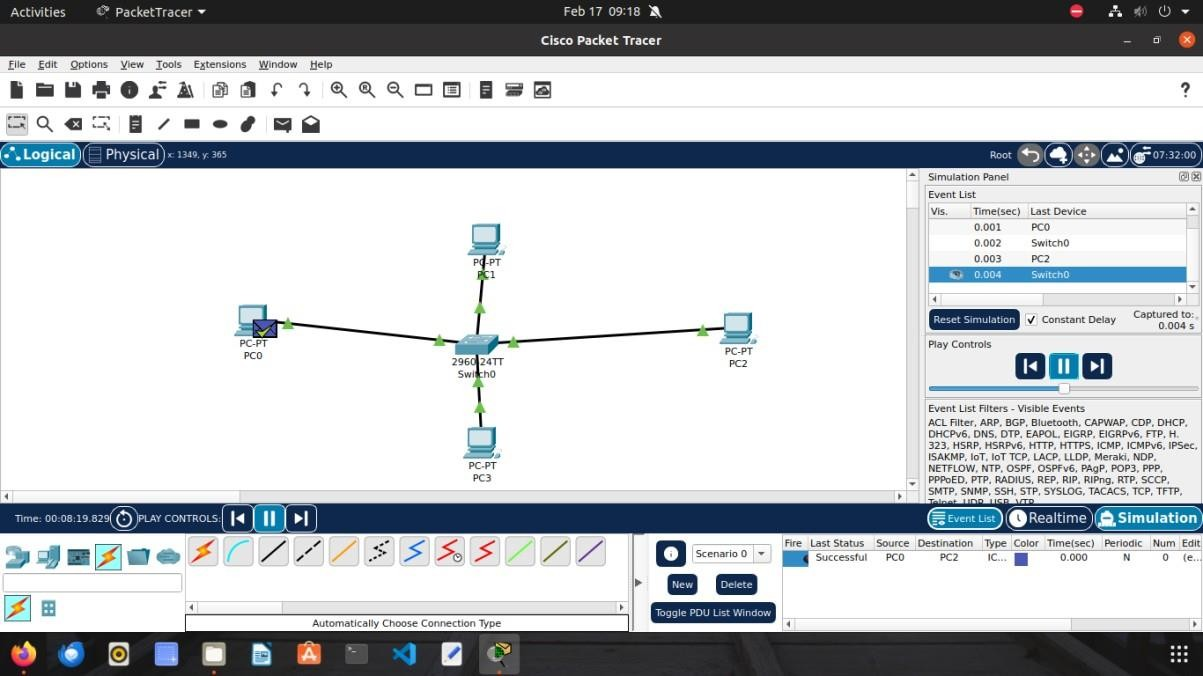 Activities PacketTracer Feb 17 09:18
Cisco Packet Tracer
File Edit Options View Tools Extensions Window Help
?
Logical Physical x: 1349, y: 365 Root 07:32:00
Simulation Panel
Event List
Vis. Time(sec) Last Device
0.001 PC0
0.002 Switch0
0.003 PC2
0.004 Switch0
Reset Simulation Constant Delay Captured to:
0.004 s
Play Controls
Event List Filters - Visible Events
ACL Filter, ARP, BGP, Bluetooth, CAPWAP, CDP, DHCP,
DHCPv6, DNS, DTP, EAPOL, EIGRP, EIGRPv6, FTP, H.
323, HSRP, HSRPv6, HTTP, HTTPS, ICMP, ICMPv6, IPSec,
ISAKMP, IoT, IoT TCP, LACP, LLDP, Meraki, NDP,
NETFLOW, NTP, OSPF, OSPFv6, PAgP, POP3, PPP,
PPPoED, PTP, RADIUS, REP, RIP, RIPng, RTP, SCCP,
SMTP, SNMP, SSH, STP, SYSLOG, TACACS, TCP, TFTP,
Telnet, UDP, USB, VTP
PC-PT
PC1
PC-PT
PC0
PC-PT
PC2
2960-24TT
Switch0
PC-PT
PC3
Time: 00:08:19.829 PLAY CONTROLS: Event List Realtime Simulation
Scenario 0
New Delete
Toggle PDU List Window
Fire Last Status Source Destination Type Color Time(sec) Periodic Num Edit
Successful PC0 PC2 IC... 0.000 N 0 (e...
Automatically Choose Connection Type